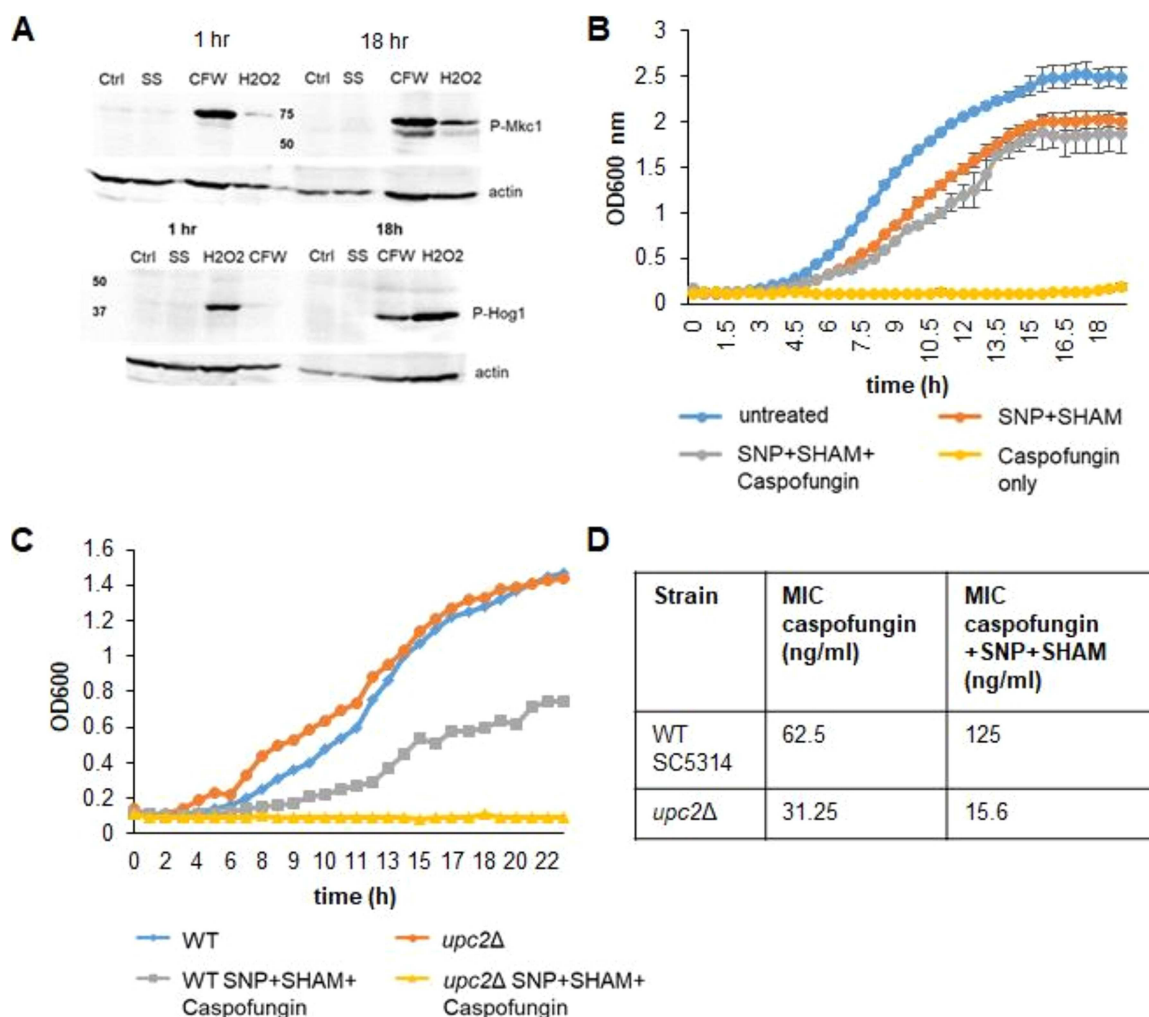 A
1 hr
18 hr
Ctrl SS CFW H2O2
Ctrl SS CFW H2O2
75
50
P-Mkc1
actin
1 hr
18h
Ctrl SS H2O2 CFW
Ctrl SS CFW H2O2
50
37
P-Hog1
actin
B
OD600 nm
3
2.5
2
1.5
1
0.5
0
0 1.5 3 4.5 6 7.5 9 10.5 12 13.5 15 16.5 18
time (h)
untreated
SNP+SHAM
SNP+SHAM+
Caspofungin
Caspofungin
only
C
OD600
1.6
1.4
1.2
1
0.8
0.6
0.4
0.2
0
0 2 4 6 8 9 10 11 13 15 17 18 20 22
time (h)
WT
upc2Δ
WT SNP+SHAM+
Caspofungin
upc2Δ SNP+SHAM+
Caspofungin
D
Strain
MIC
caspofungin
(ng/ml)
MIC
caspofungin
+SNP+SHAM
(ng/ml)
WT
SC5314
62.5
125
upc2Δ
31.25
15.6